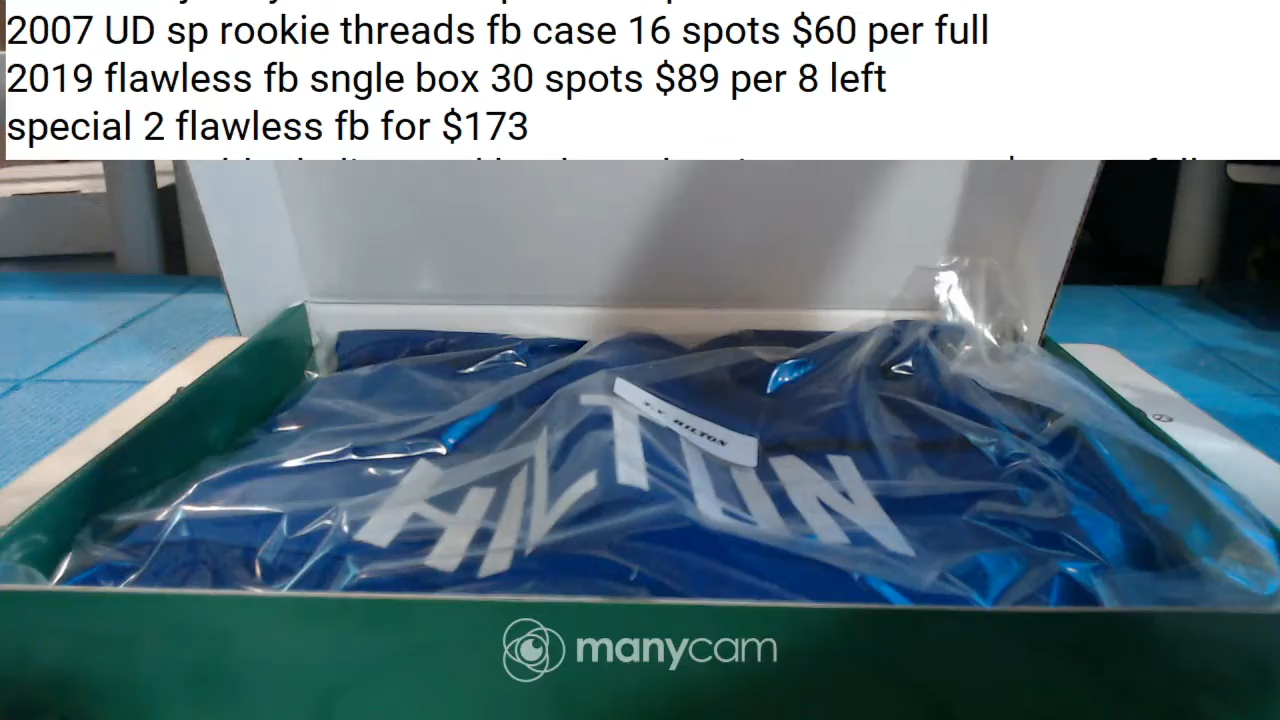 2007 UD sp rookie threads fb case 16 spots $60 per full
2019 flawless fb sngle box 30 spots $89 per 8 left
special 2 flawless fb for $173
T.Y. HILTON
HILTON
manycam